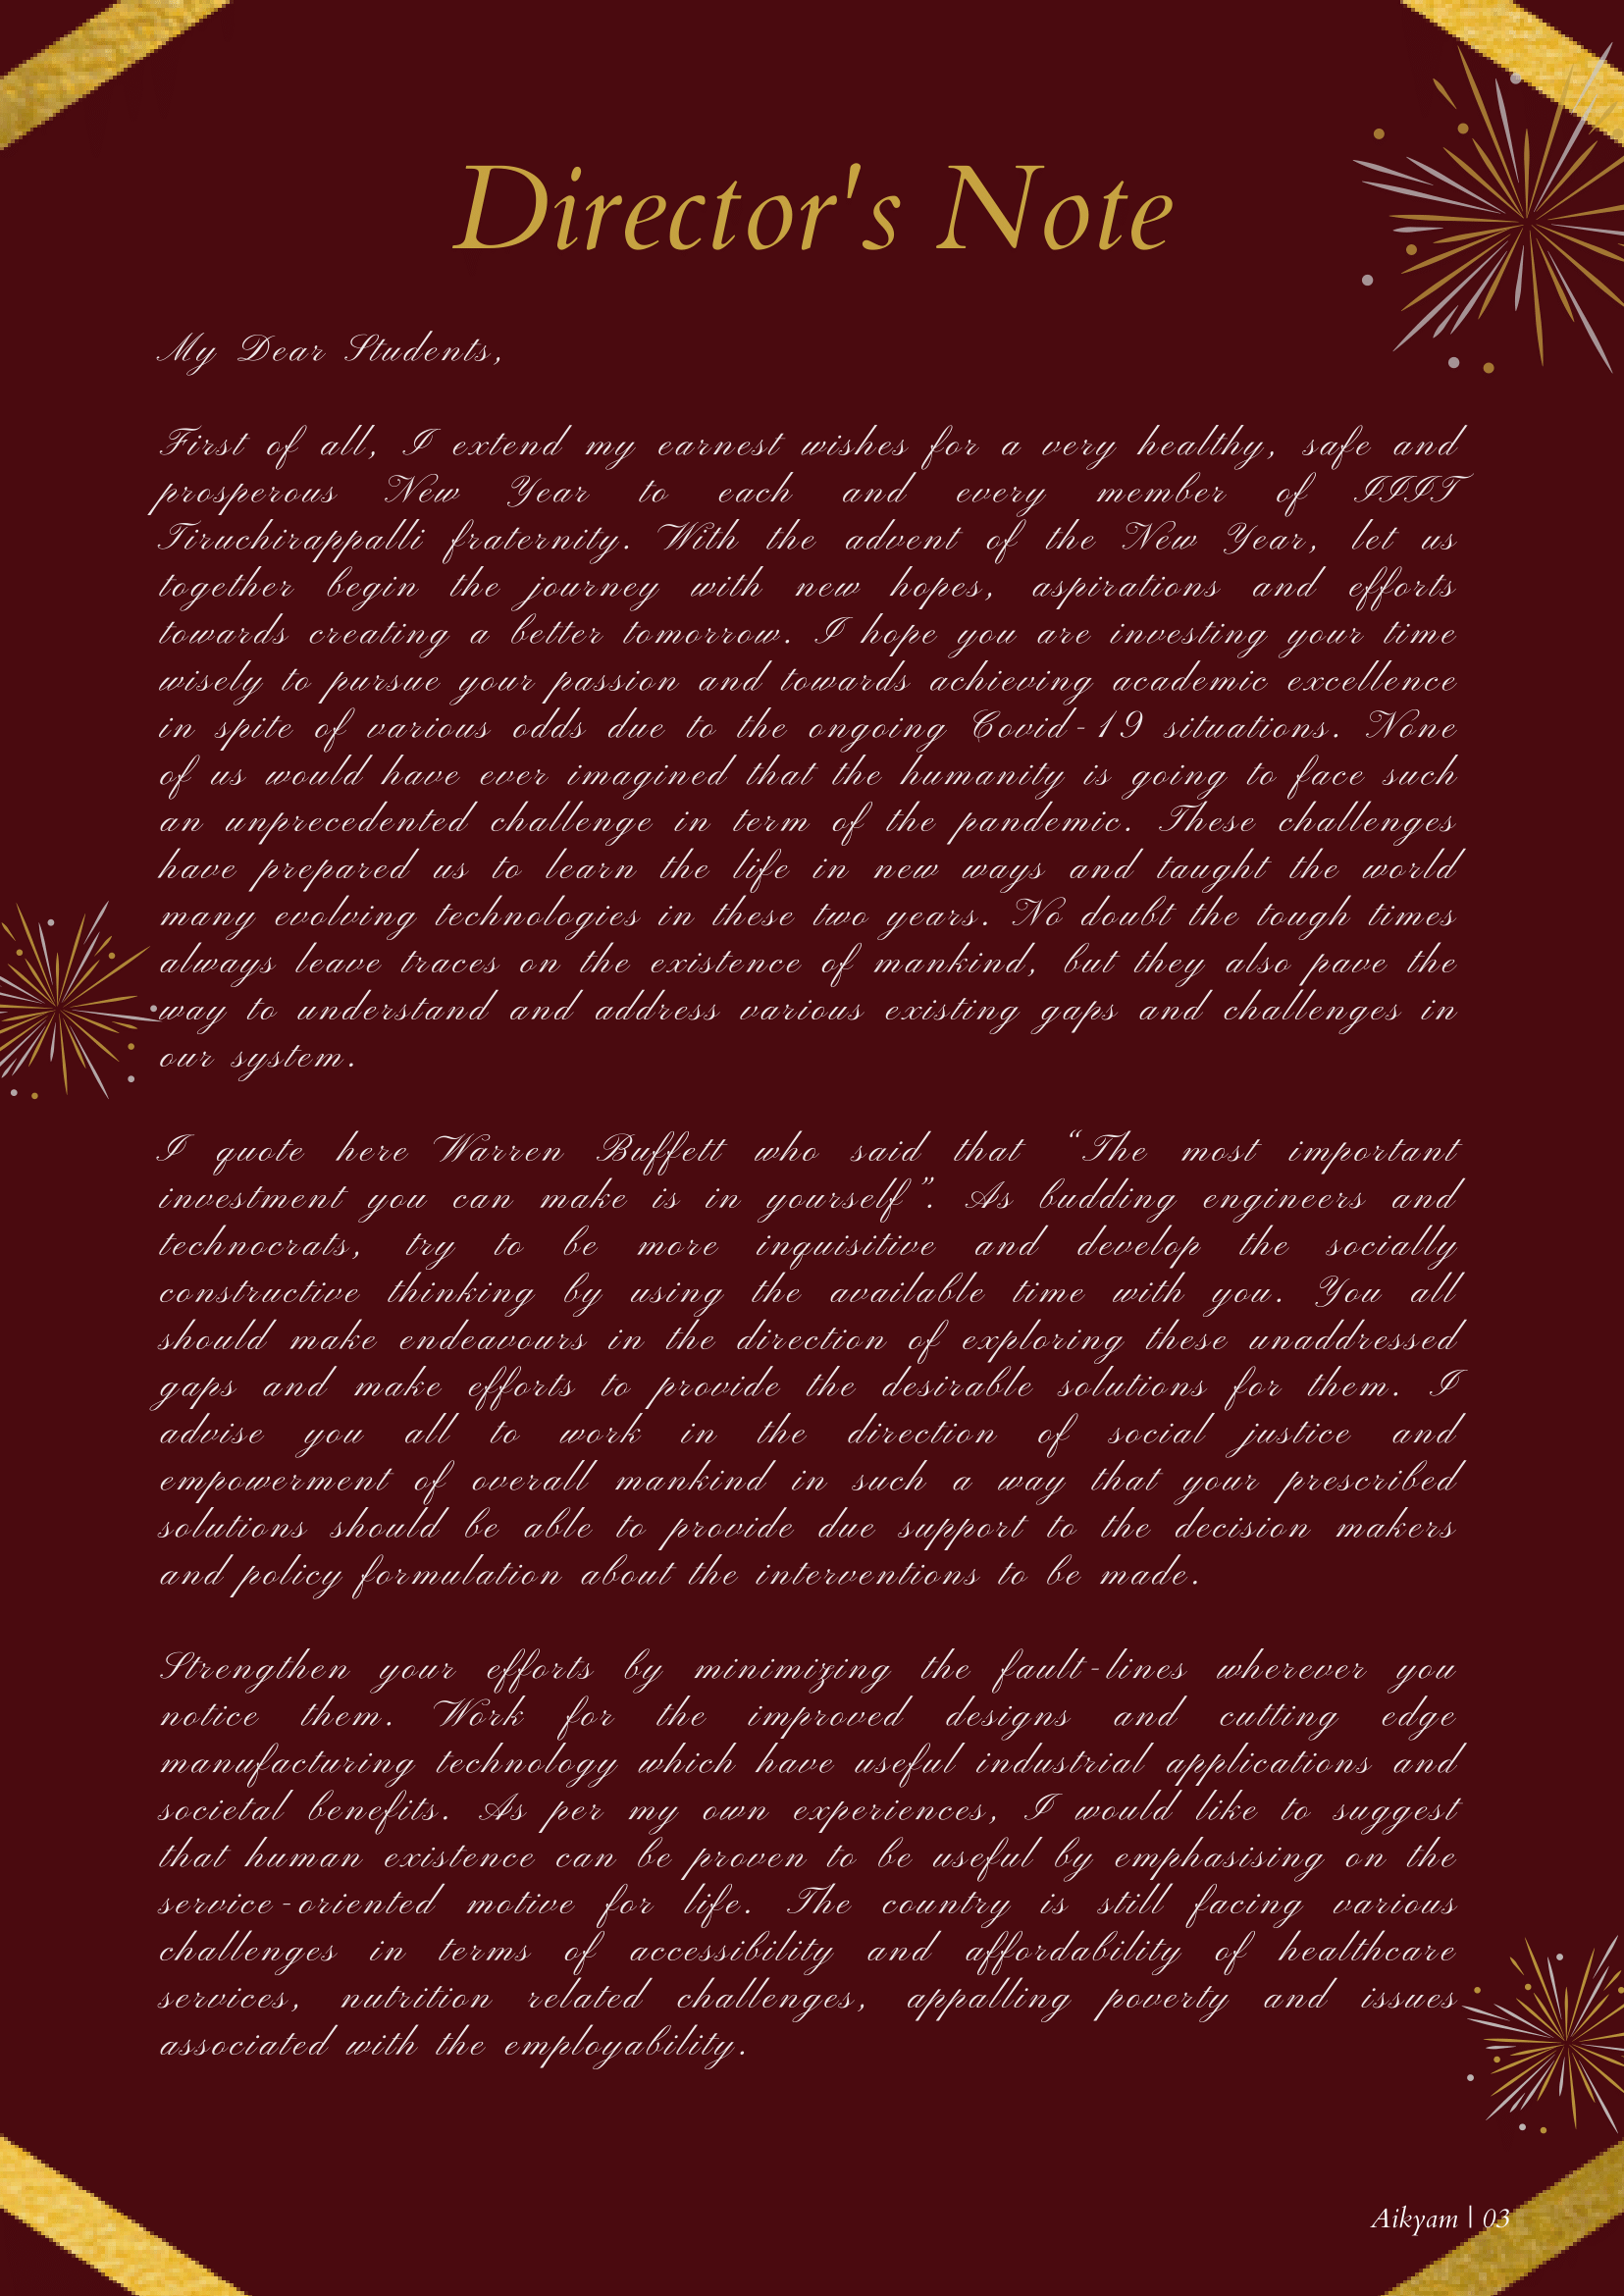 Director's Note
My Dear Students,
First of all, I extend my earnest wishes for a very healthy, safe and
prosperous New Year to each and every member of IIIT
Tiruchirappalli fraternity. With the advent of the New Year, let us
together begin the journey with new hopes, aspirations and efforts
towards creating a better tomorrow. I hope you are investing your time
wisely to pursue your passion and towards achieving academic excellence
in spite of various odds due to the ongoing Covid-19 situations. None
of us would have ever imagined that the humanity is going to face such
an unprecedented challenge in term of the pandemic. These challenges
have prepared us to learn the life in new ways and taught the world
many evolving technologies in these two years. No doubt the tough times
always leave traces on the existence of mankind, but they also pave the
way to understand and address various existing gaps and challenges in
our system.
I quote here Warren Buffett who said that “The most important
investment you can make is in yourself”. As budding engineers and
technocrats, try to be more inquisitive and develop the socially
constructive thinking by using the available time with you. You all
should make endeavours in the direction of exploring these unaddressed
gaps and make efforts to provide the desirable solutions for them. I
advise you all to work in the direction of social justice and
empowerment of overall mankind in such a way that your prescribed
solutions should be able to provide due support to the decision makers
and policy formulation about the interventions to be made.
Strengthen your efforts by minimizing the fault-lines wherever you
notice them. Work for the improved designs and cutting edge
manufacturing technology which have useful industrial applications and
societal benefits. As per my own experiences, I would like to suggest
that human existence can be proven to be useful by emphasising on the
service-oriented motive for life. The country is still facing various
challenges in terms of accessibility and affordability of healthcare
services, nutrition related challenges, appalling poverty and issues
associated with the employability.
Aikyam | 03